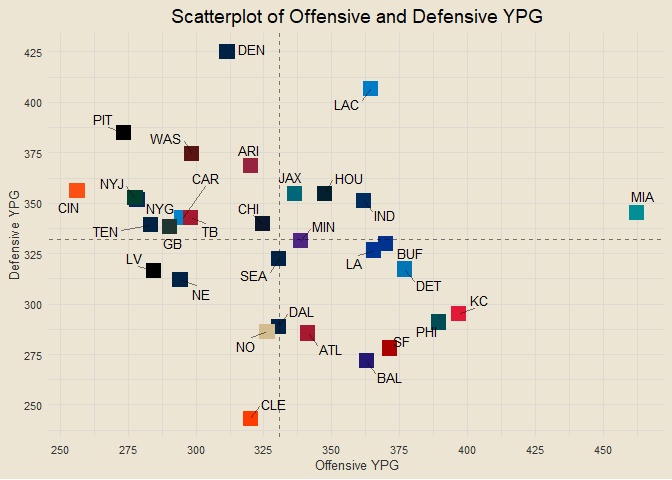 Scatterplot of Offensive and Defensive YPG
425
DEN
LAC
400
PIT
WAS
375
ARI
CAR
JAX
HOU
NYJ
MIA
350
CIN
NYG
CHI
IND
TEN
TB
MIN
GB
325
BUF
LV
LA
SEA
DET
300
NE
KC
DAL
PHI
SF
NO
ATL
275
BAL
250
CLE
Defensive YPG
250
275
300
325
350
375
400
425
450
Offensive YPG